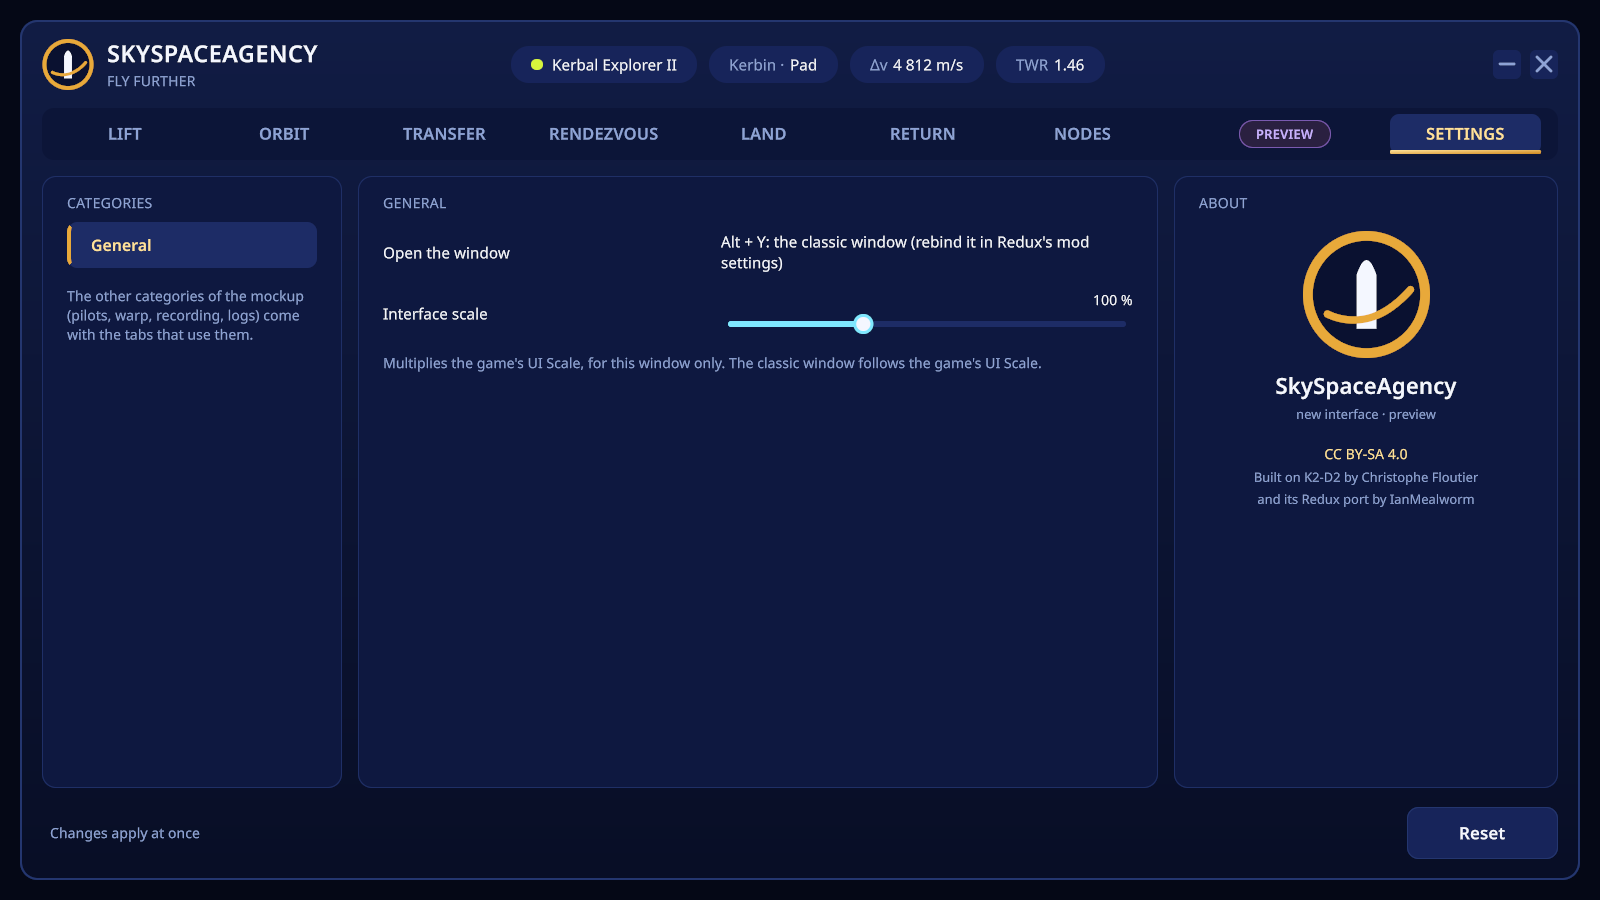 SKYSPACEAGENCY
FLY FURTHER
Kerbal Explorer II
Kerbin · Pad
Δv 4 812 m/s
TWR 1.46
LIFT
ORBIT
TRANSFER
RENDEZVOUS
LAND
RETURN
NODES
PREVIEW
SETTINGS
CATEGORIES
General
The other categories of the mockup
(pilots, warp, recording, logs) come
with the tabs that use them.
GENERAL
Open the window
Alt + Y: the classic window (rebind it in Redux's mod
settings)
Interface scale
100 %
Multiplies the game's UI Scale, for this window only. The classic window follows the game's UI Scale.
ABOUT
SkySpaceAgency
new interface · preview
CC BY-SA 4.0
Built on K2-D2 by Christophe Floutier
and its Redux port by IanMealworm
Changes apply at once
Reset